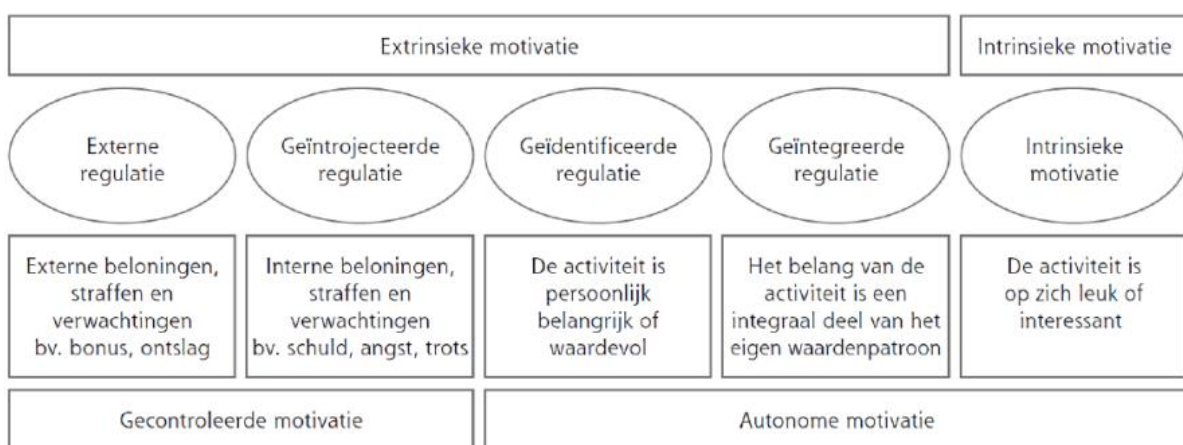 Extrinsieke motivatie
Intrinsieke motivatie
Externe
regulatie
Geïntrojecteerde
regulatie
Geïdentificeerde
regulatie
Geïntegreerde
regulatie
Intrinsieke
motivatie
Externe beloningen,
straffen en
verwachtingen
bv. bonus, ontslag
Interne beloningen,
straffen en
verwachtingen
bv. schuld, angst, trots
De activiteit is
persoonlijk
belangrijk of
waardevol
Het belang van de
activiteit is een
integraal deel van het
eigen waardenpatroon
De activiteit is
op zich leuk of
interessant
Gecontroleerde motivatie
Autonome motivatie